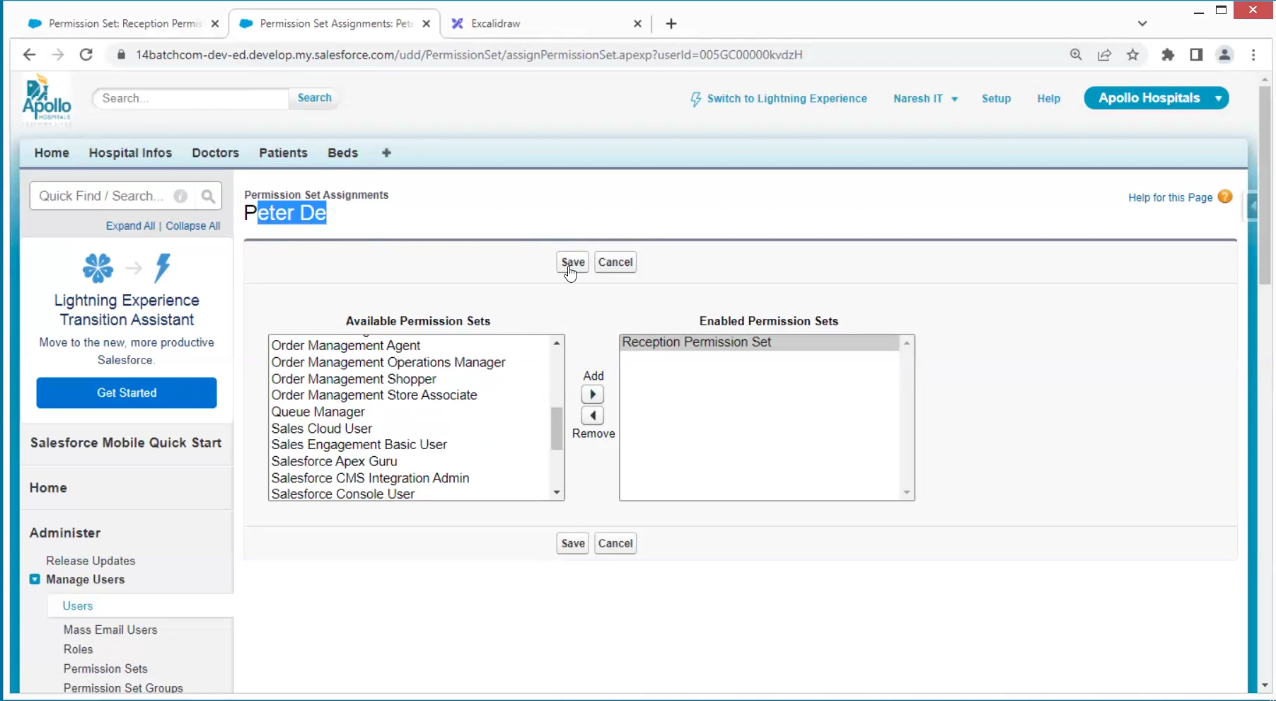 Permission Set: Reception Permis
Permission Set Assignments: Pete
Excalidraw
14batchcom-dev-ed.develop.my.salesforce.com/udd/PermissionSet/assignPermissionSet.apexp?userId=005GC00000kvdzH
Apollo
HOSPITALS
Search...
Search
Switch to Lightning Experience
Naresh IT
Setup
Help
Apollo Hospitals
Home
Hospital Infos
Doctors
Patients
Beds
Quick Find / Search...
Expand All | Collapse All
Lightning Experience
Transition Assistant
Move to the new, more productive
Salesforce.
Get Started
Salesforce Mobile Quick Start
Home
Administer
Release Updates
Manage Users
Users
Mass Email Users
Roles
Permission Sets
Permission Set Groups
Permission Set Assignments
Peter De
Help for this Page
Save
Cancel
Available Permission Sets
Order Management Agent
Order Management Operations Manager
Order Management Shopper
Order Management Store Associate
Queue Manager
Sales Cloud User
Sales Engagement Basic User
Salesforce Apex Guru
Salesforce CMS Integration Admin
Salesforce Console User
Add
Remove
Enabled Permission Sets
Reception Permission Set
Save
Cancel